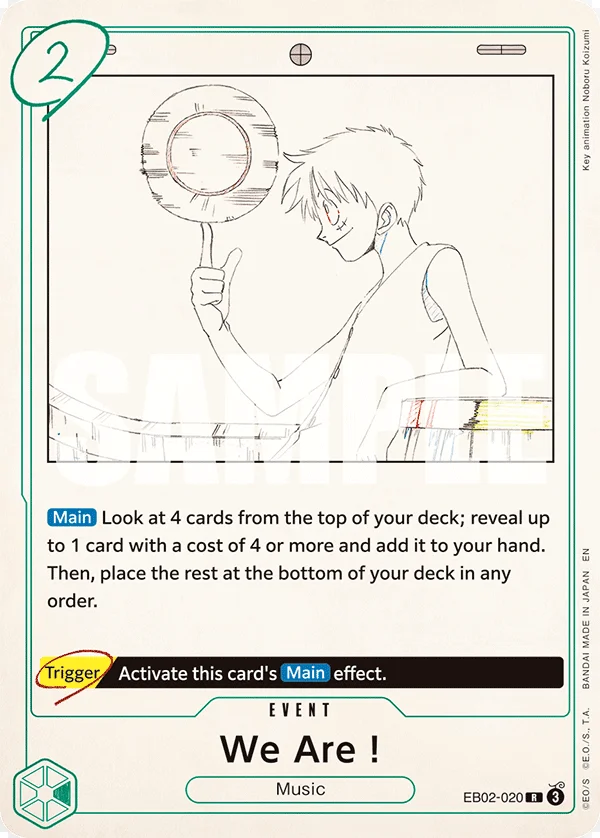 2
Key animation Noboru Koizumi
SAMPLE
Main Look at 4 cards from the top of your deck; reveal up
to 1 card with a cost of 4 or more and add it to your hand.
Then, place the rest at the bottom of your deck in any
order.
Trigger Activate this card's Main effect.
EVENT
We Are !
Music
EB02-020 R 3
©E.O/S ©E.O./S., T.A. BANDAI MADE IN JAPAN EN